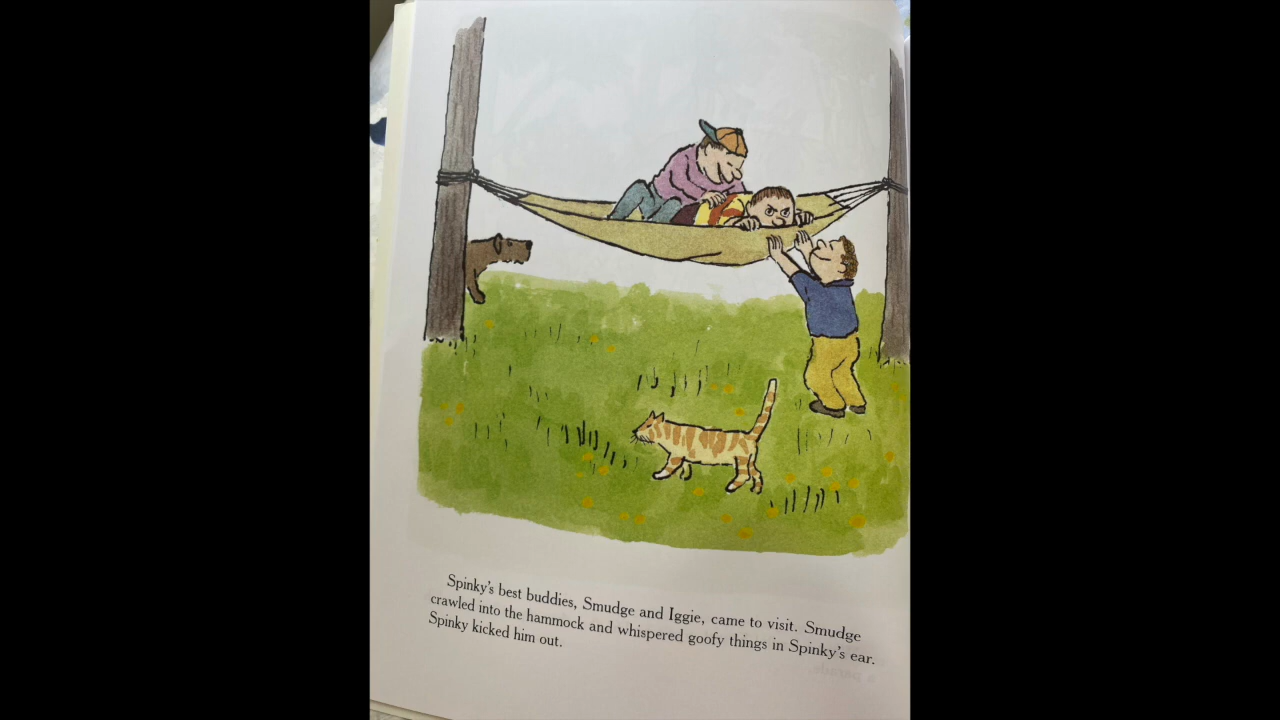 Spinky's best buddies, Smudge and Iggie, came to visit. Smudge
crawled into the hammock and whispered goofy things in Spinky's ear.
Spinky kicked him out.